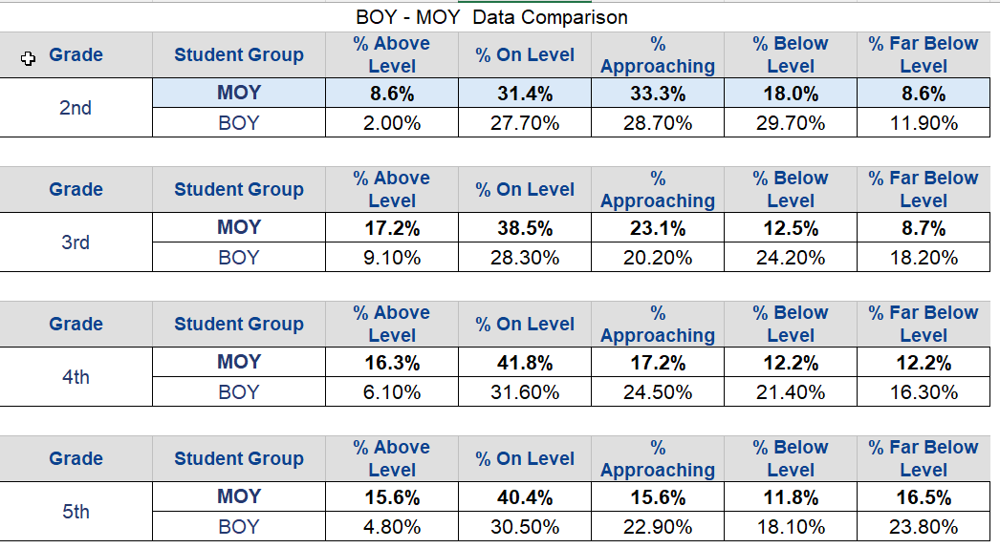 BOY - MOY Data Comparison
Grade Student Group % Above Level % On Level % Approaching % Below Level % Far Below Level
2nd MOY 8.6% 31.4% 33.3% 18.0% 8.6%
BOY 2.00% 27.70% 28.70% 29.70% 11.90%
Grade Student Group % Above Level % On Level % Approaching % Below Level % Far Below Level
3rd MOY 17.2% 38.5% 23.1% 12.5% 8.7%
BOY 9.10% 28.30% 20.20% 24.20% 18.20%
Grade Student Group % Above Level % On Level % Approaching % Below Level % Far Below Level
4th MOY 16.3% 41.8% 17.2% 12.2% 12.2%
BOY 6.10% 31.60% 24.50% 21.40% 16.30%
Grade Student Group % Above Level % On Level % Approaching % Below Level % Far Below Level
5th MOY 15.6% 40.4% 15.6% 11.8% 16.5%
BOY 4.80% 30.50% 22.90% 18.10% 23.80%